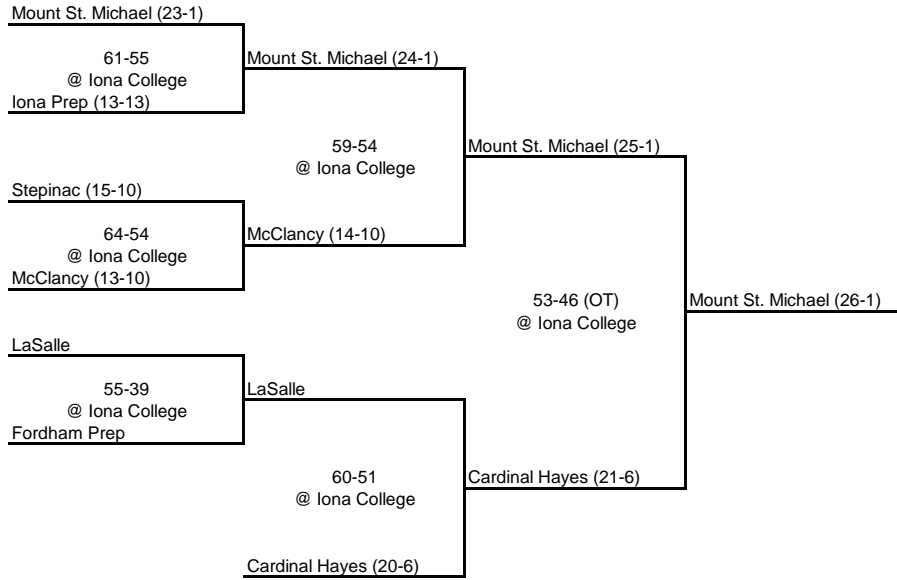 Mount St. Michael (23-1)
61-55
@ Iona College
Mount St. Michael (24-1)
Iona Prep (13-13)
59-54
@ Iona College
Mount St. Michael (25-1)
Stepinac (15-10)
64-54
@ Iona College
McClancy (14-10)
McClancy (13-10)
53-46 (OT)
@ Iona College
Mount St. Michael (26-1)
LaSalle
55-39
@ Iona College
LaSalle
Fordham Prep
60-51
@ Iona College
Cardinal Hayes (21-6)
Cardinal Hayes (20-6)